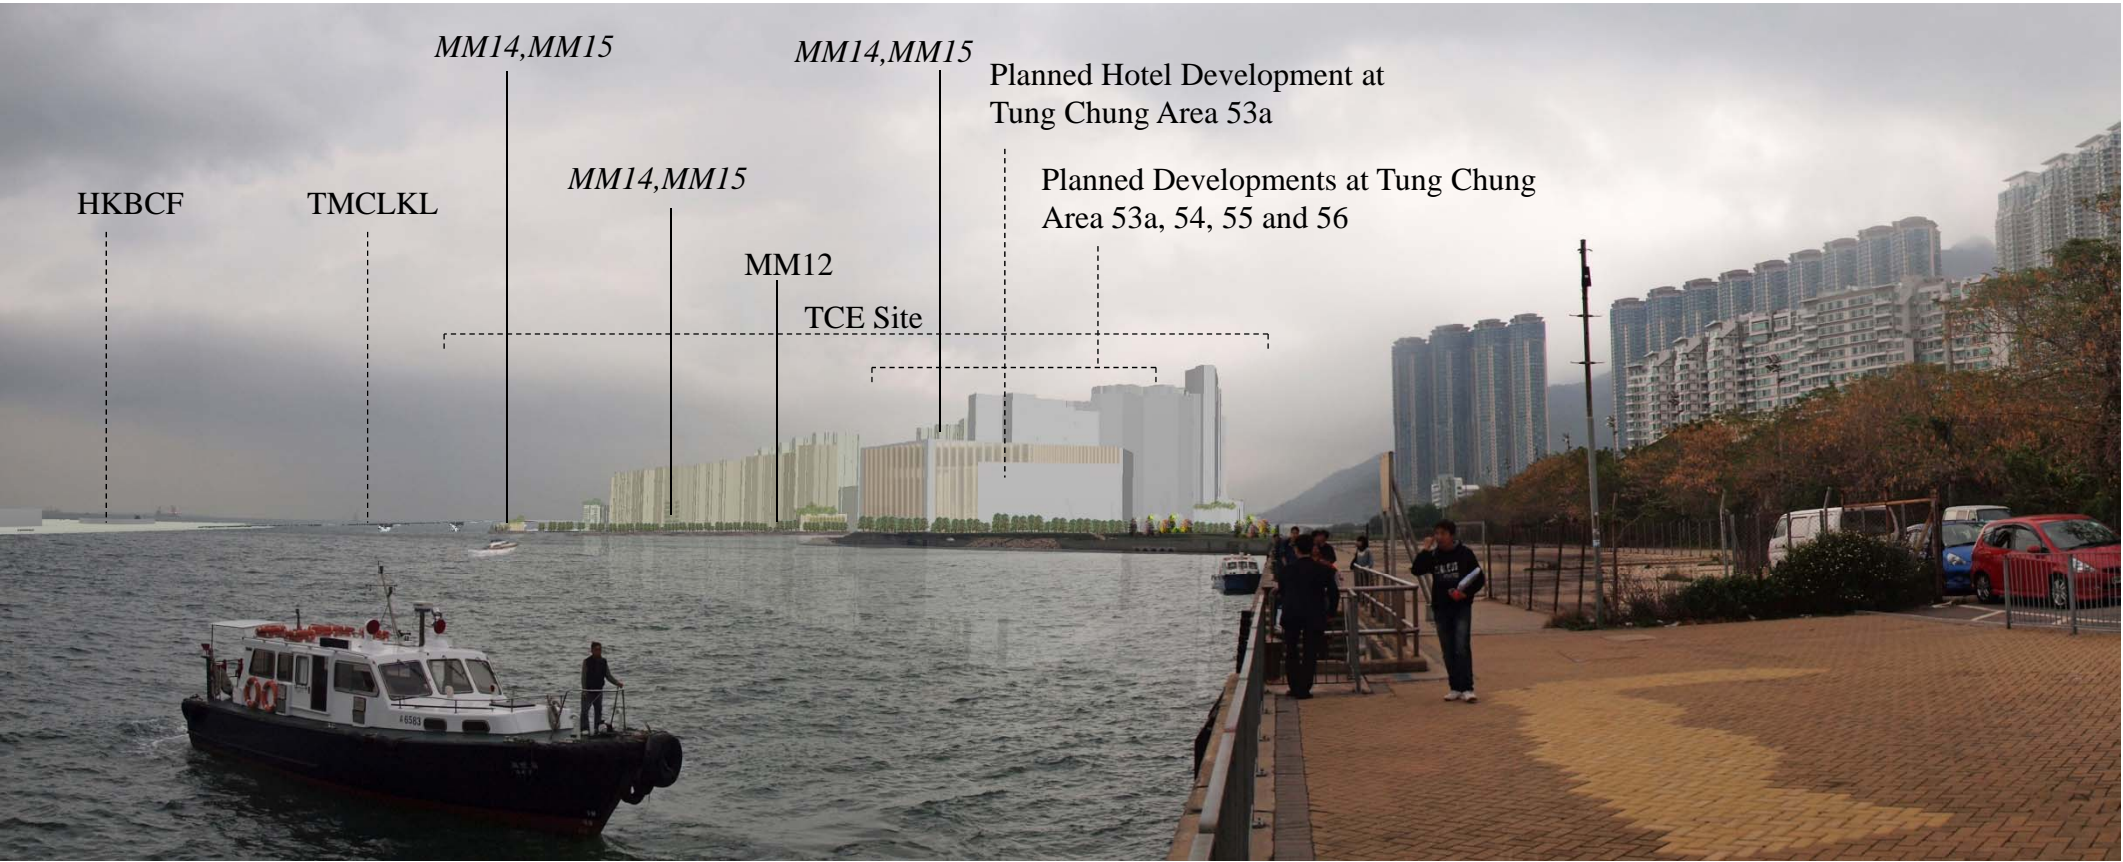 MM14,MM15
MM14,MM15
Planned Hotel Development at
Tung Chung Area 53a
MM14,MM15
Planned Developments at Tung Chung
Area 53a, 54, 55 and 56
HKBCF
TMCLKL
MM12
TCE Site
6583